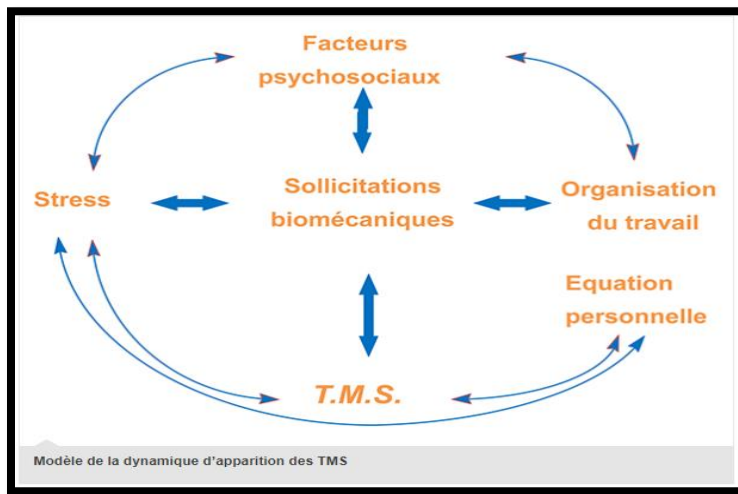 Facteurs
psychosociaux
Stress
Sollicitations
biomécaniques
Organisation
du travail
Equation
personnelle
T.M.S.
Modèle de la dynamique d'apparition des TMS